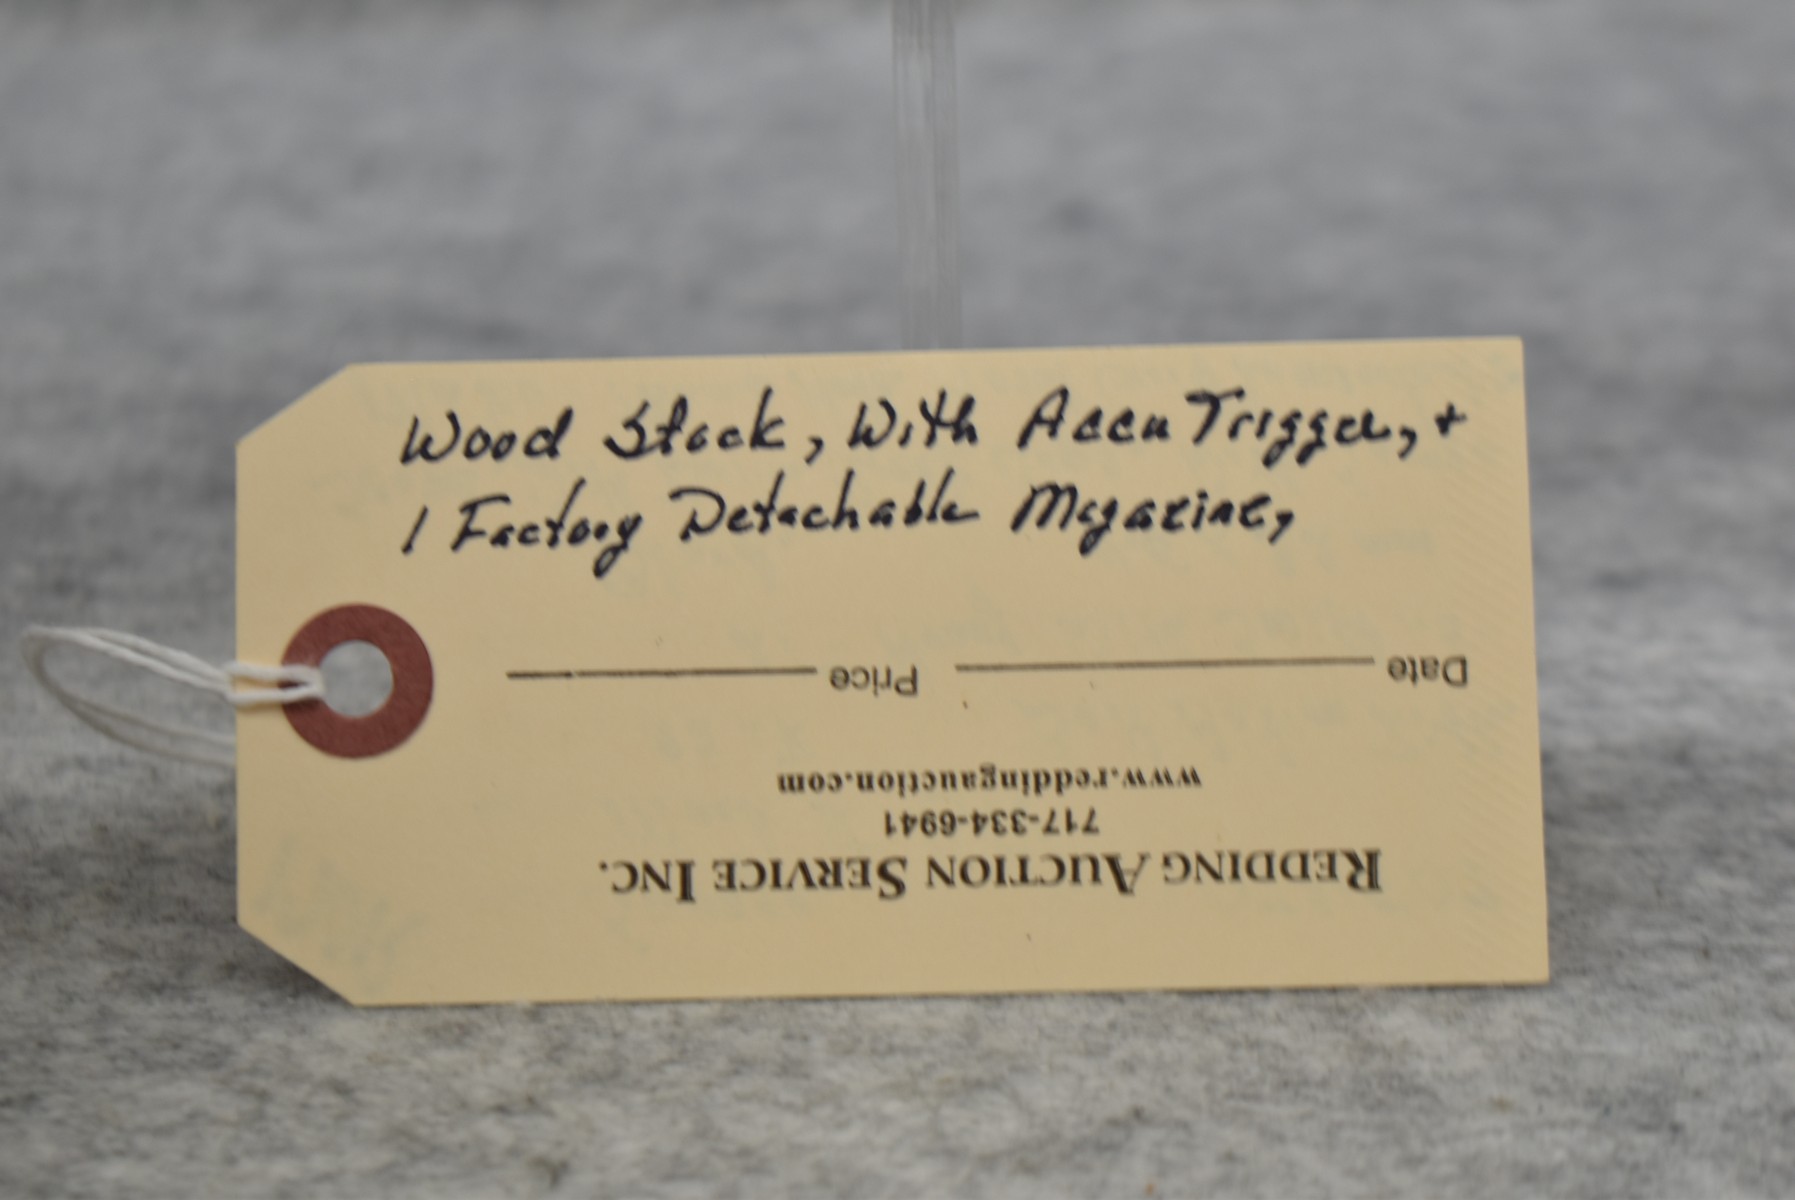 Wood Stock, With AccuTrigger, +
1 Factory Detachable Magazine,
Date Price
www.reddingauction.com
717-334-6941
REDDING AUCTION SERVICE INC.